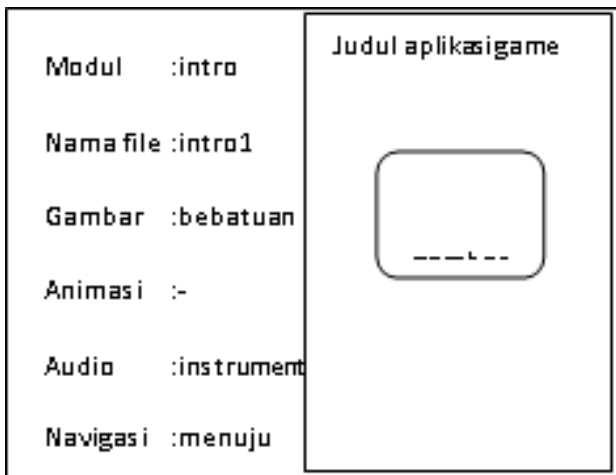 Modul :intro
Nama file :intro1
Gambar :bebatuan
Animasi :-
Audio :instrument
Navigasi :menuju
Judul aplikasigame